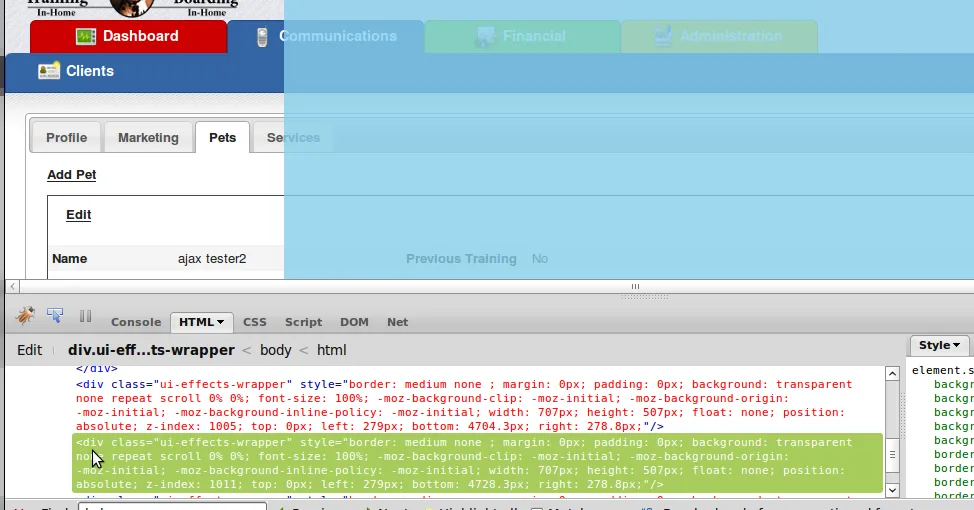 Training
Boarding
In-Home
In-Home
Dashboard
Communications
Financial
Administration
Clients
Profile
Marketing
Pets
Services
Add Pet
Edit
Name
ajax tester2
Previous Training
No
Console
HTML
CSS
Script
DOM
Net
Edit
div.ui-eff...ts-wrapper < body < html
Style
</div>
<div class="ui-effects-wrapper" style="border: medium none ; margin: 0px; padding: 0px; background: transparent
none repeat scroll 0% 0%; font-size: 100%; -moz-background-clip: -moz-initial; -moz-background-origin:
-moz-initial; -moz-background-inline-policy: -moz-initial; width: 707px; height: 507px; float: none; position:
absolute; z-index: 1005; top: 0px; left: 279px; bottom: 4704.3px; right: 278.8px;"/>
<div class="ui-effects-wrapper" style="border: medium none ; margin: 0px; padding: 0px; background: transparent
none repeat scroll 0% 0%; font-size: 100%; -moz-background-clip: -moz-initial; -moz-background-origin:
-moz-initial; -moz-background-inline-policy: -moz-initial; width: 707px; height: 507px; float: none; position:
absolute; z-index: 1011; top: 0px; left: 279px; bottom: 4728.3px; right: 278.8px;"/>
element.s
backgr
backgr
backgr
backgr
backgr
border
border
border